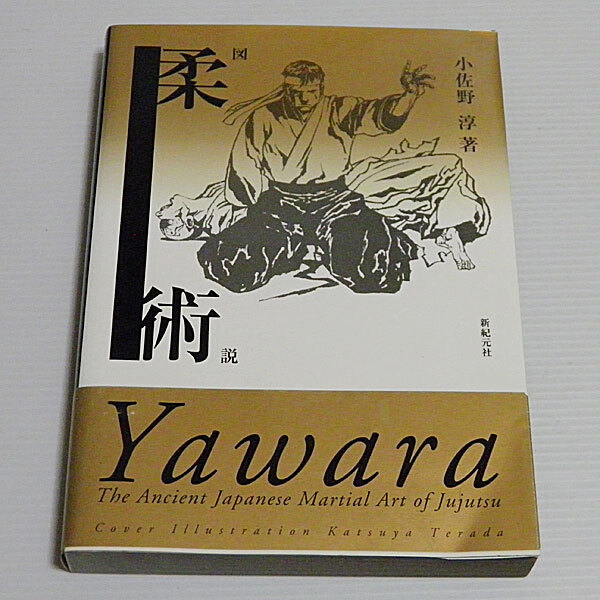 図説
柔術
小佐野 淳 著
新紀元社
Yawara
The Ancient Japanese Martial Art of Jujutsu
Cover Illustration Katsuya Terada